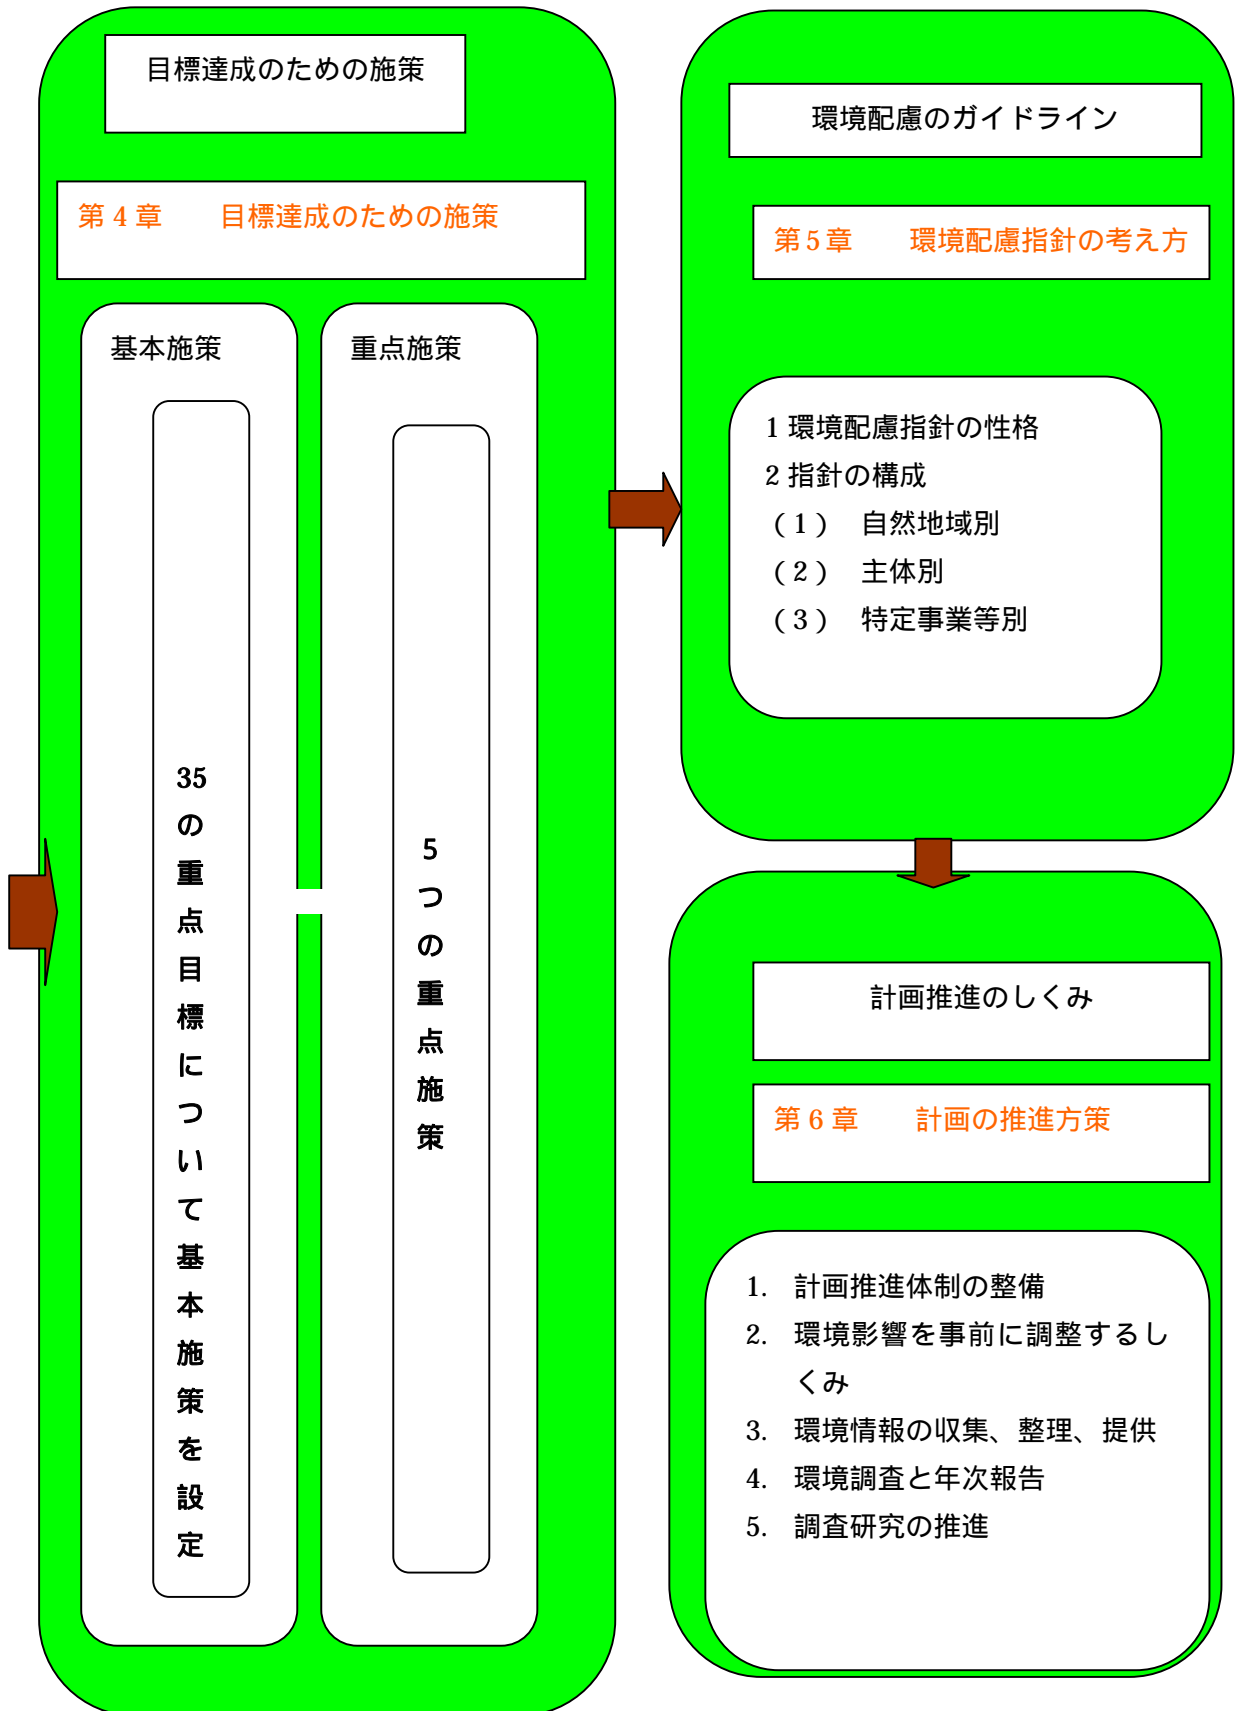 目標達成のための施策
第4章　　目標達成のための施策
基本施策
35の重点目標について基本施策を設定
重点施策
5つの重点施策
環境配慮のガイドライン
第5章　　環境配慮指針の考え方
1 環境配慮指針の性格
2 指針の構成
（1）　自然地域別
（2）　主体別
（3）　特定事業等別
計画推進のしくみ
第6章　　計画の推進方策
1.　計画推進体制の整備
2.　環境影響を事前に調整するし
くみ
3.　環境情報の収集、整理、提供
4.　環境調査と年次報告
5.　調査研究の推進